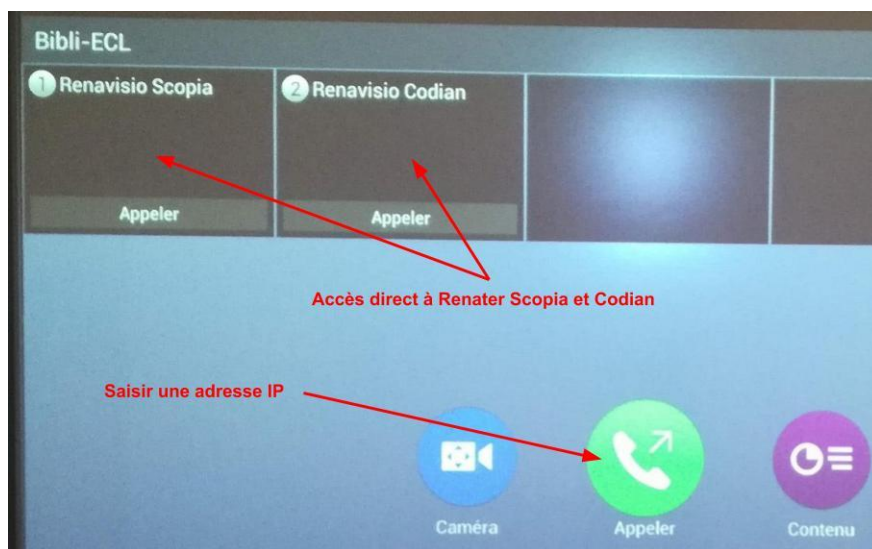 Bibli-ECL
1 Renavisio Scopia
2 Renavisio Codian
Appeler
Appeler
Accès direct à Renater Scopia et Codian
Saisir une adresse IP
Caméra
Appeler
Contenu